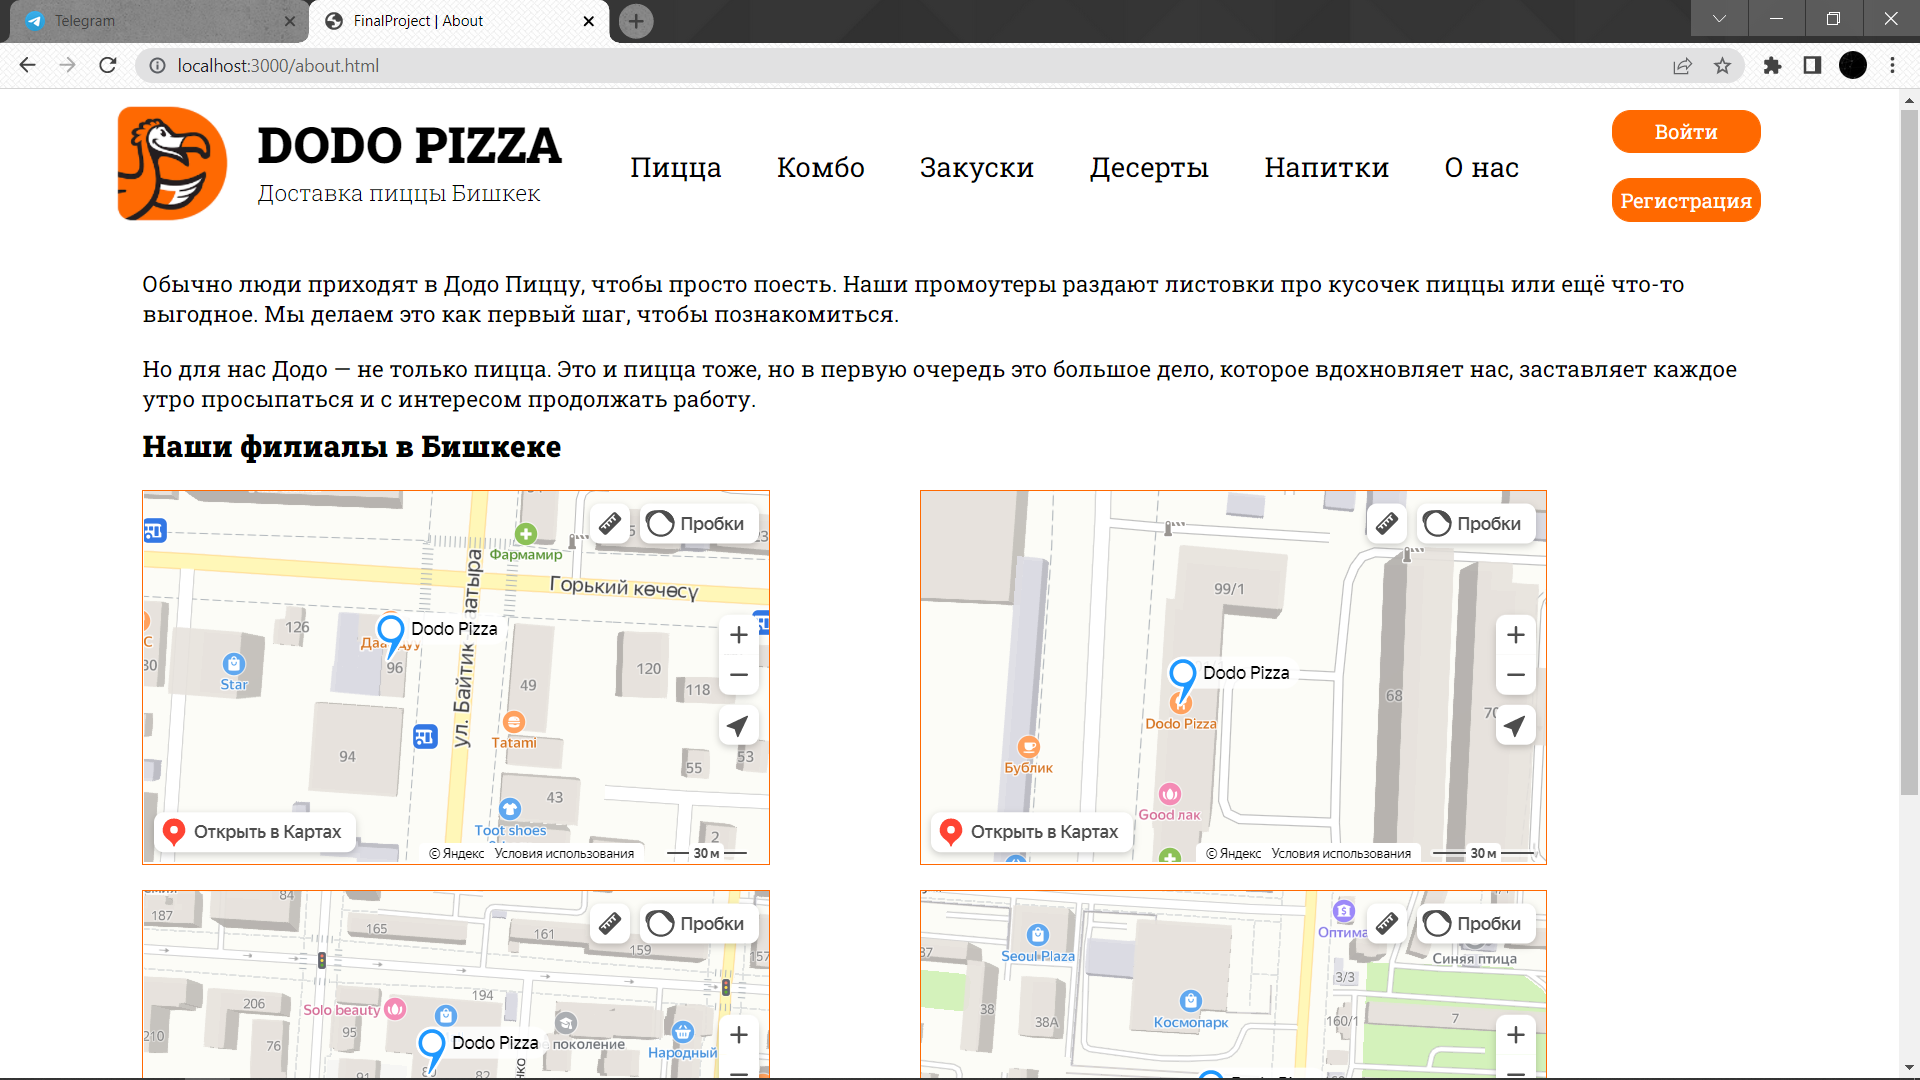 Telegram
FinalProject | About
localhost:3000/about.html
DODO PIZZA
Доставка пиццы Бишкек
Пицца
Комбо
Закуски
Десерты
Напитки
О нас
Войти
Регистрация
Обычно люди приходят в Додо Пиццу, чтобы просто поесть. Наши промоутеры раздают листовки про кусочек пиццы или ещё что-то
выгодное. Мы делаем это как первый шаг, чтобы познакомиться.
Но для нас Додо — не только пицца. Это и пицца тоже, но в первую очередь это большое дело, которое вдохновляет нас, заставляет каждое
утро просыпаться и с интересом продолжать работу.
Наши филиалы в Бишкеке
Пробки
Фармамир
Горький көчөсү
ул. Байтик
126
Dodo Pizza
96
Star
49
120
118
94
Tatami
55
53
43
Toot shoes
2
Открыть в Картах
© Яндекс Условия использования
30 м
Пробки
99/1
Dodo Pizza
68
Dodo Pizza
Бублик
Good лак
Открыть в Картах
© Яндекс Условия использования
30 м
187
84
165
161
159
157
Пробки
206
194
Solo beauty
210
95
76
Dodo Pizza
поколение
Народный
82
Пробки
Оптима
Seoul Plaza
Синяя птица
37
3/3
38
38А
Космопарк
160/1
7